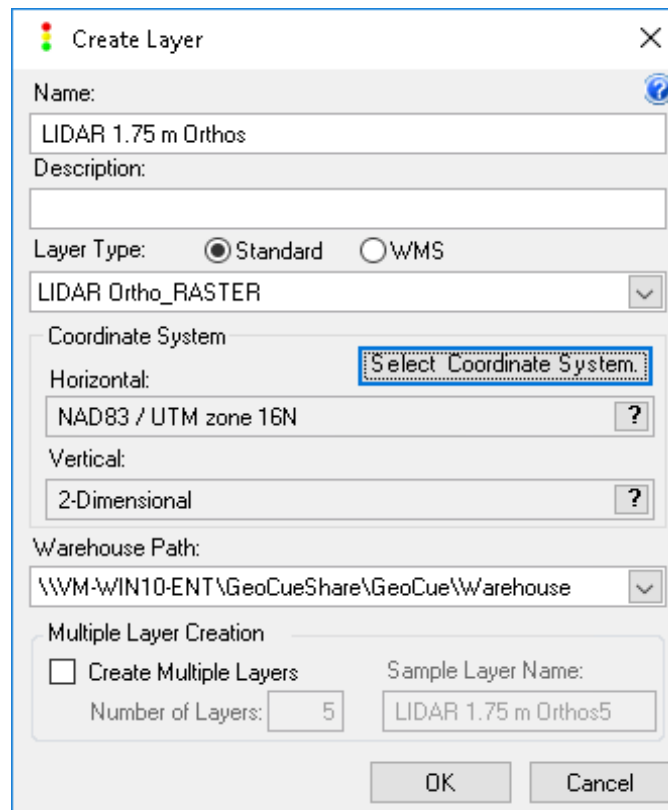 Create Layer
Name:
LIDAR 1.75 m Orthos
Description:
Layer Type: Standard WMS
LIDAR Ortho_RASTER
Coordinate System
Select Coordinate System.
Horizontal:
NAD83 / UTM zone 16N ?
Vertical:
2-Dimensional ?
Warehouse Path:
\\VM-WIN10-ENT\GeoCueShare\GeoCue\Warehouse
Multiple Layer Creation
Create Multiple Layers Sample Layer Name:
Number of Layers: 5 LIDAR 1.75 m Orthos5
OK Cancel